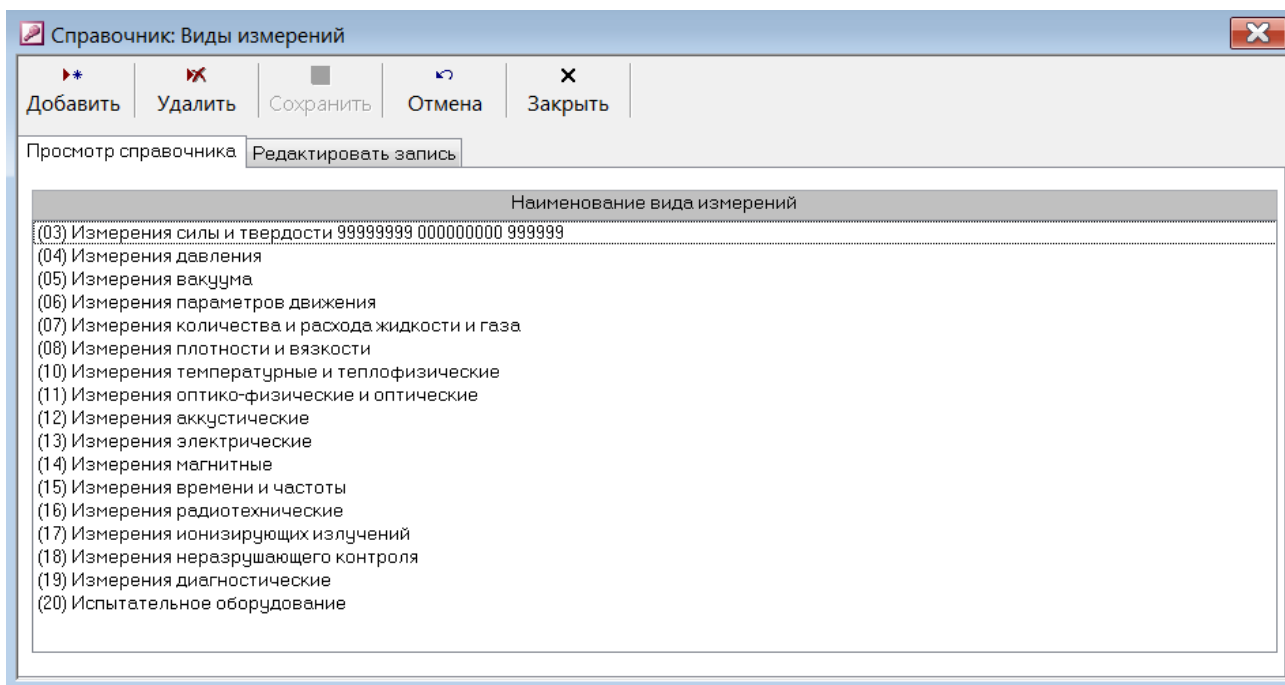 Справочник: Виды измерений
Добавить Удалить Сохранить Отмена Закрыть
Просмотр справочника Редактировать запись
Наименование вида измерений
(03) Измерения силы и твердости 99999999 000000000 999999
(04) Измерения давления
(05) Измерения вакуума
(06) Измерения параметров движения
(07) Измерения количества и расхода жидкости и газа
(08) Измерения плотности и вязкости
(10) Измерения температурные и теплофизические
(11) Измерения оптико-физические и оптические
(12) Измерения аккустические
(13) Измерения электрические
(14) Измерения магнитные
(15) Измерения времени и частоты
(16) Измерения радиотехнические
(17) Измерения ионизирующих излучений
(18) Измерения неразрушающего контроля
(19) Измерения диагностические
(20) Испытательное оборудование